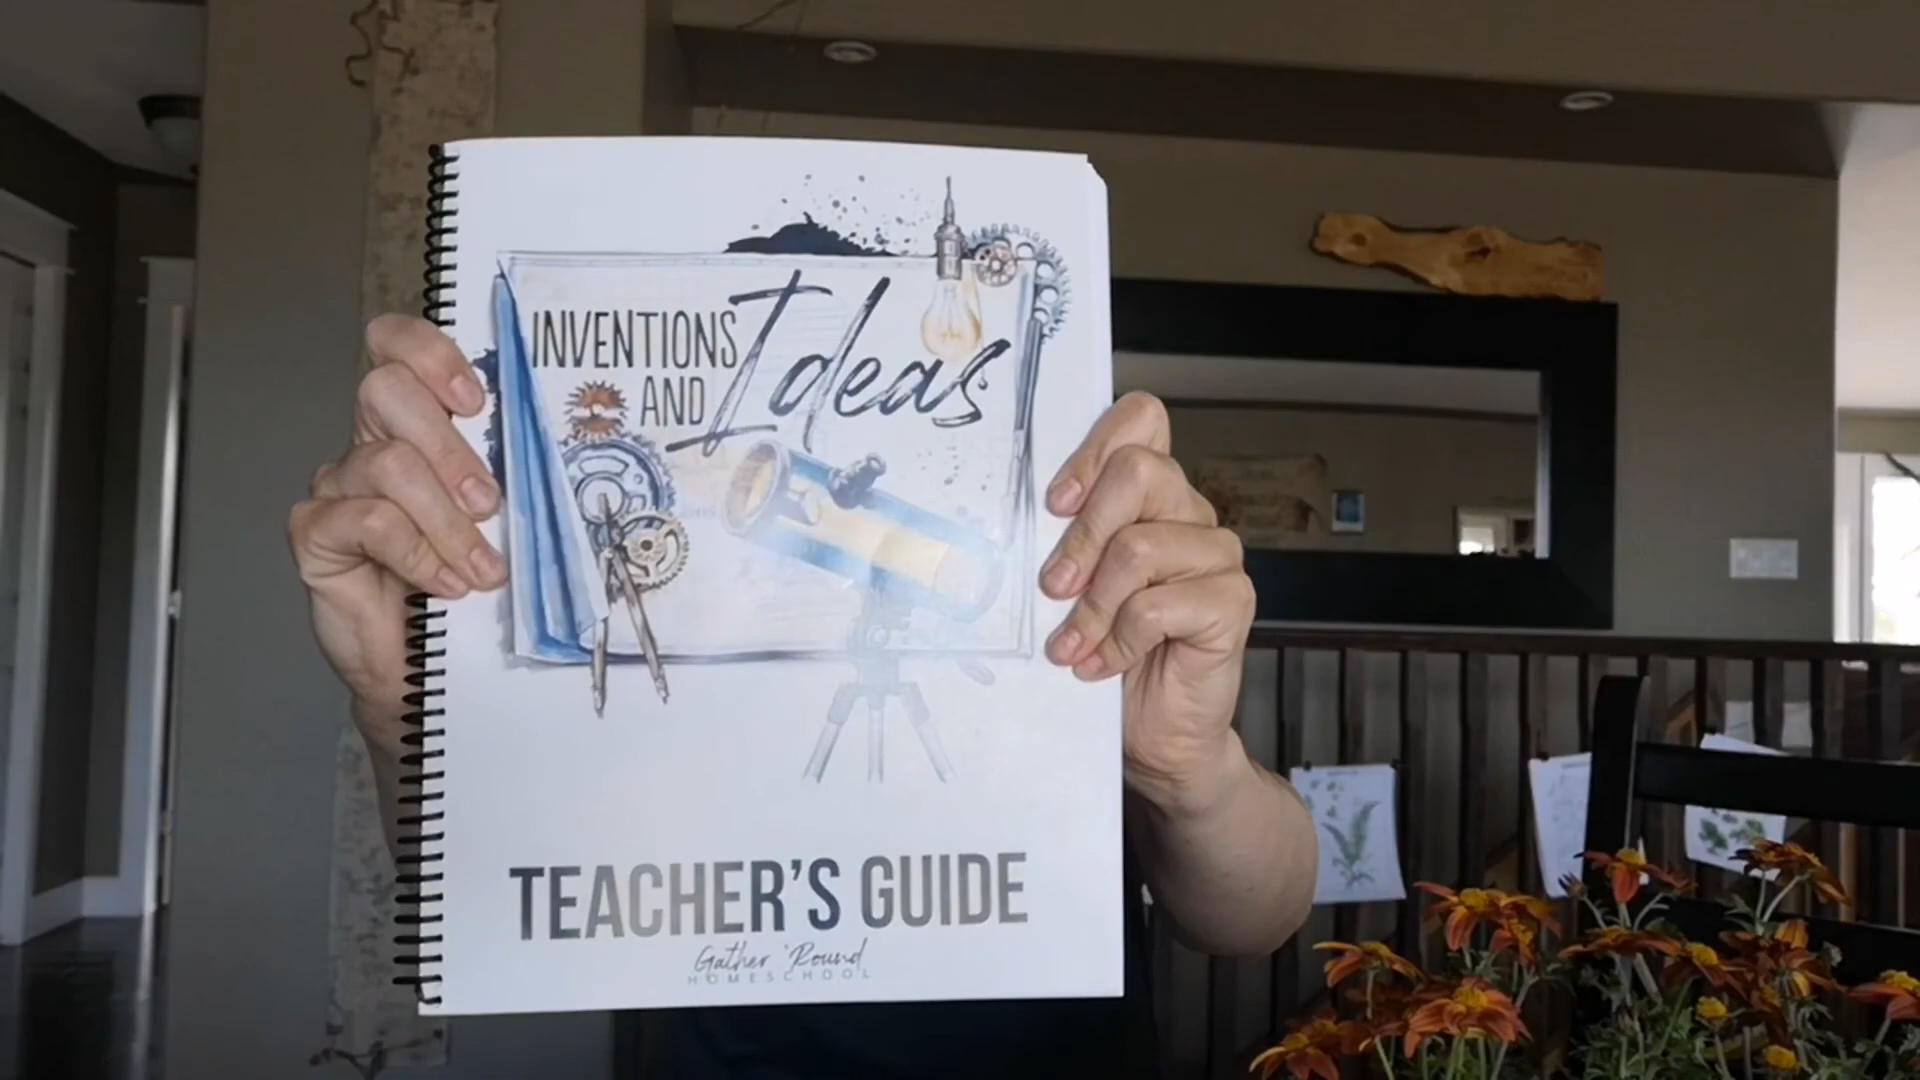 INVENTIONS
AND Ideas
TEACHER'S GUIDE
Gather 'Round
HOMESCHOOL